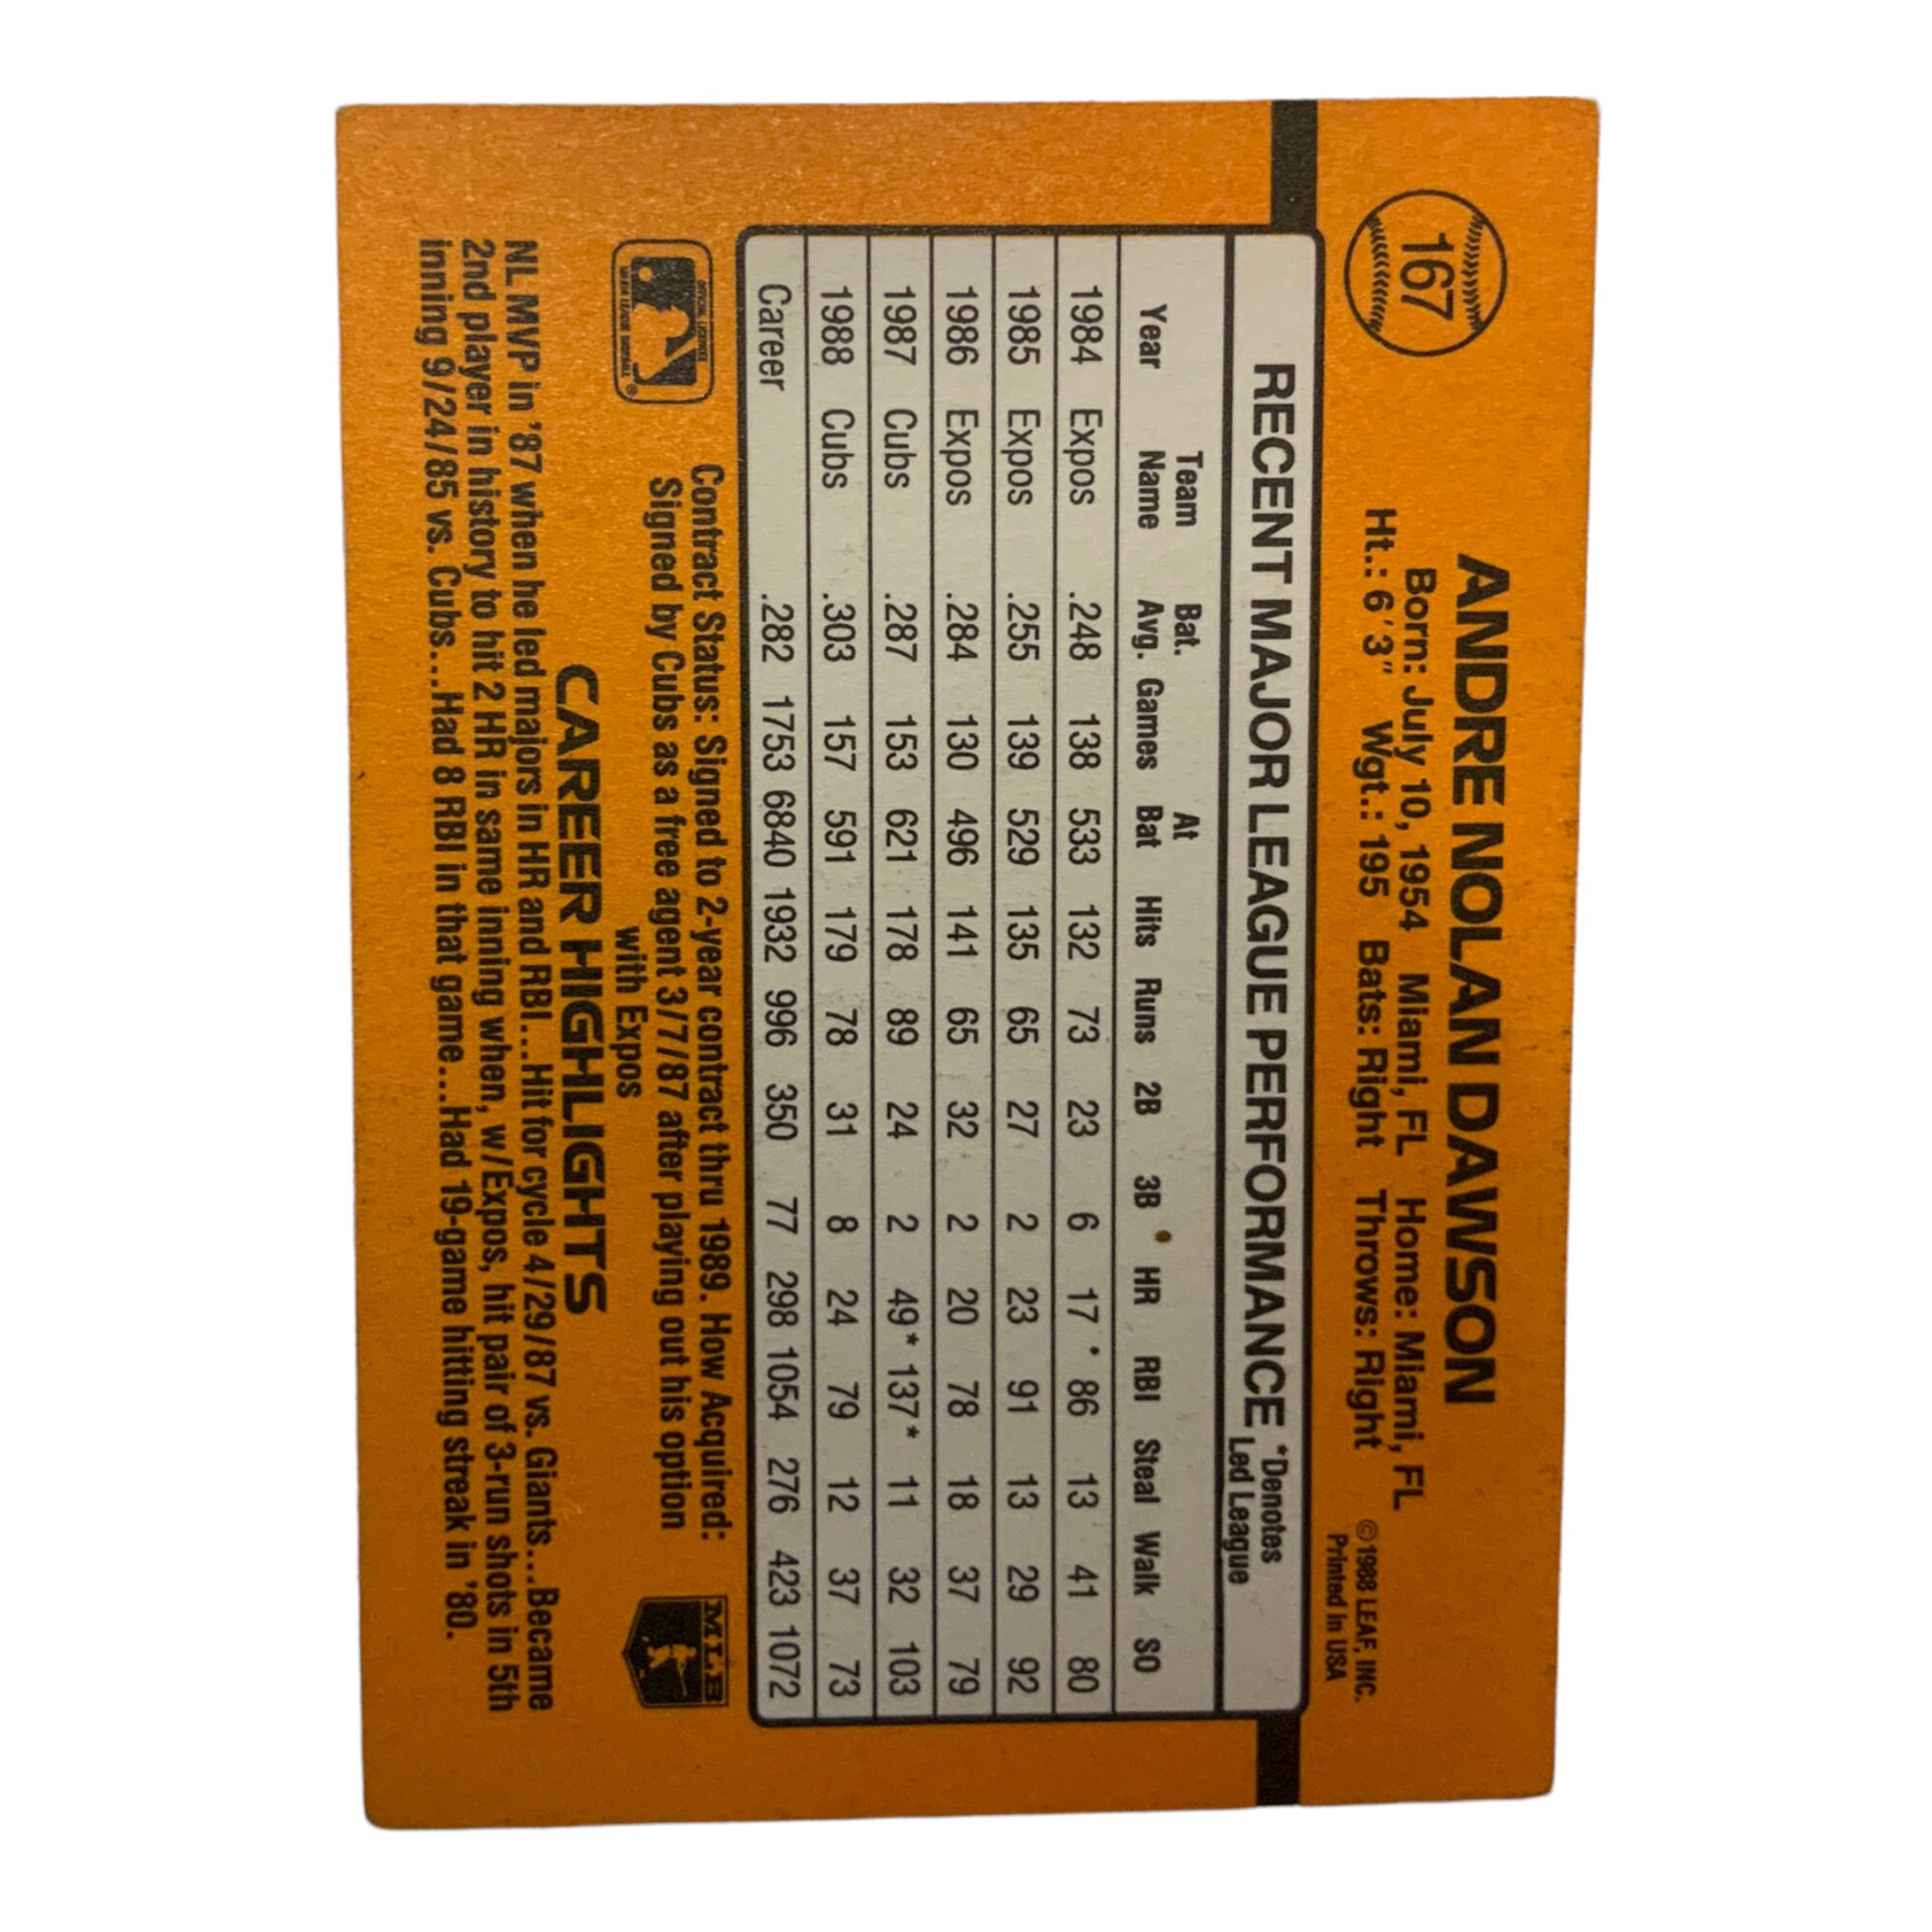 167
ANDRE NOLAN DAWSON
Born: July 10, 1954 Miami, FL Home: Miami, FL
Ht.: 6'3" Wgt.: 195 Bats: Right Throws: Right
©1988 LEAF, INC.
Printed in USA
RECENT MAJOR LEAGUE PERFORMANCE *Denotes
Led League
Year Team Name Bat. Avg. Games At Bat Hits Runs 2B 3B HR RBI Steal Walk SO
1984 Expos .248 138 533 132 73 23 6 17 86 13 41 80
1985 Expos .255 139 529 135 65 27 2 23 91 13 29 92
1986 Expos .284 130 496 141 65 32 2 20 78 18 37 79
1987 Cubs .287 153 621 178 89 24 2 49* 137* 11 32 103
1988 Cubs .303 157 591 179 78 31 8 24 79 12 37 73
Career .282 1753 6840 1932 996 350 77 298 1054 276 423 1072
Contract Status: Signed to 2-year contract thru 1989. How Acquired:
Signed by Cubs as a free agent 3/7/87 after playing out his option
with Expos
MLB
CAREER HIGHLIGHTS
NL MVP in '87 when he led majors in HR and RBI...Hit for cycle 4/29/87 vs. Giants...Became
2nd player in history to hit 2 HR in same inning when, w/Expos, hit pair of 3-run shots in 5th
inning 9/24/85 vs. Cubs...Had 8 RBI in that game...Had 19-game hitting streak in '80.